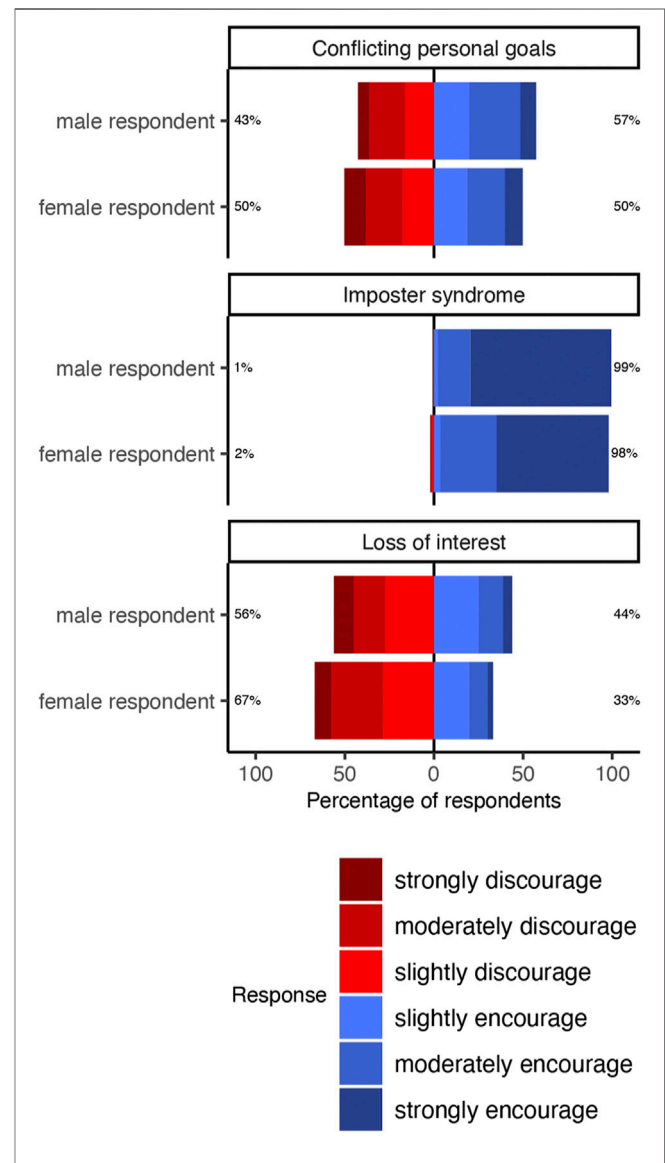 Conflicting personal goals
male respondent 43% 57%
female respondent 50% 50%
Imposter syndrome
male respondent 1% 99%
female respondent 2% 98%
Loss of interest
male respondent 56% 44%
female respondent 67% 33%
100 50 0 50 100
Percentage of respondents
strongly discourage
moderately discourage
slightly discourage
Response
slightly encourage
moderately encourage
strongly encourage